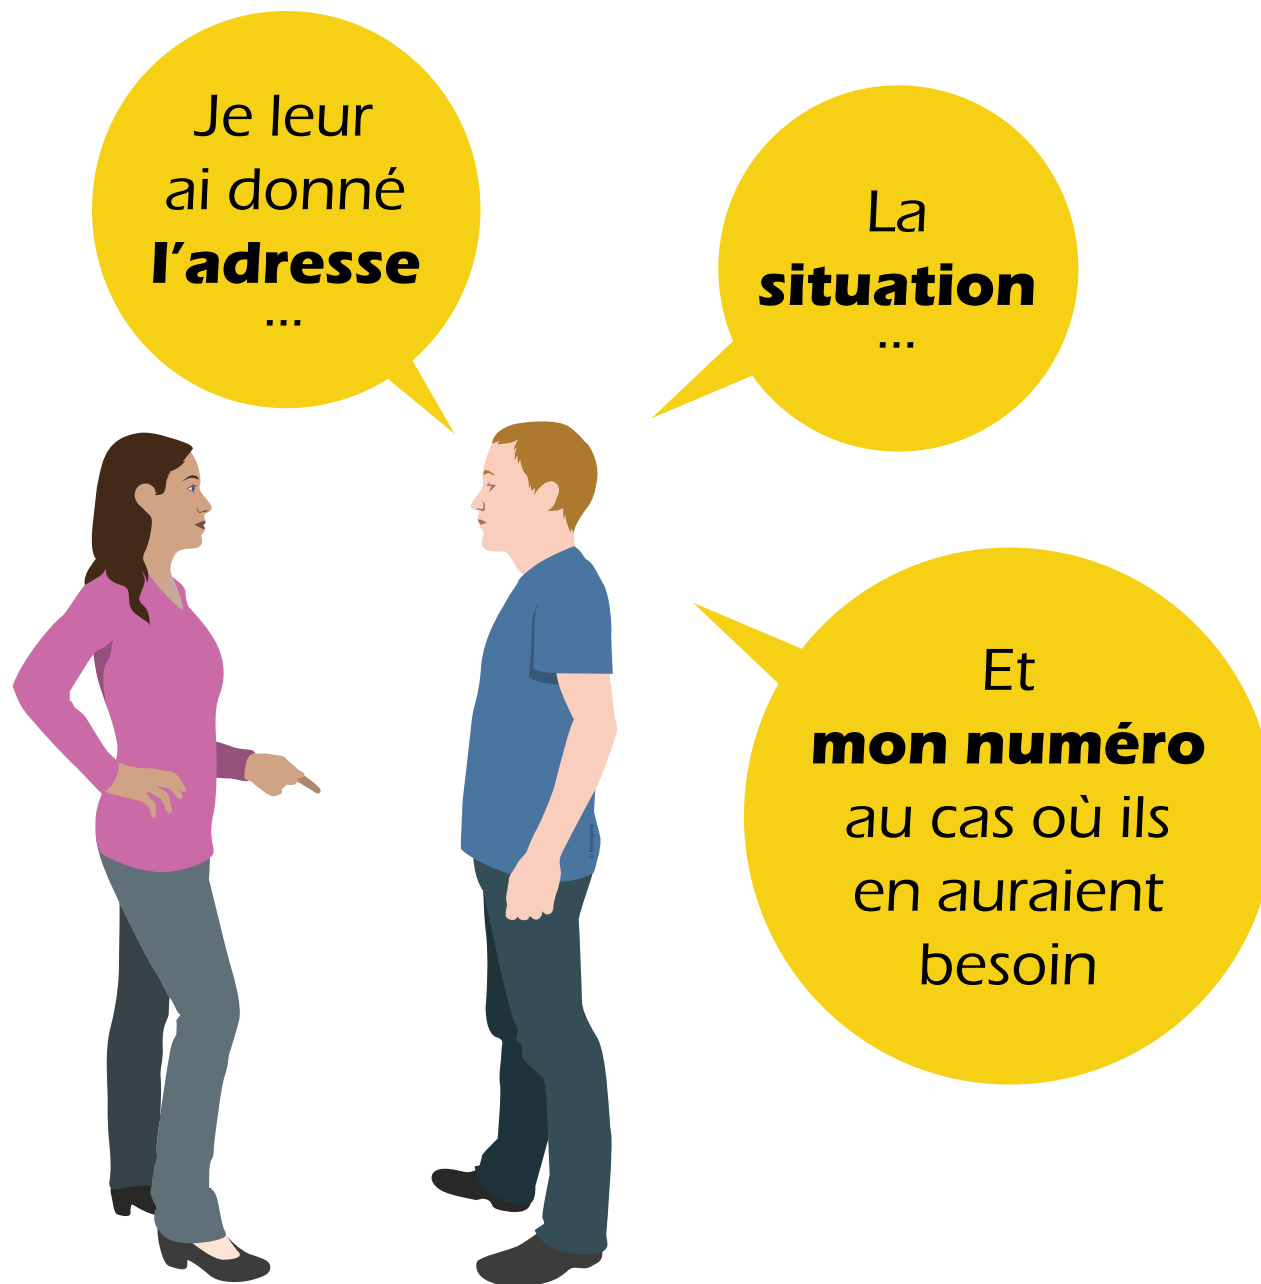 Je leur
ai donné
l'adresse
...
La
situation
...
Et
mon numéro
au cas où ils
en auraient
besoin